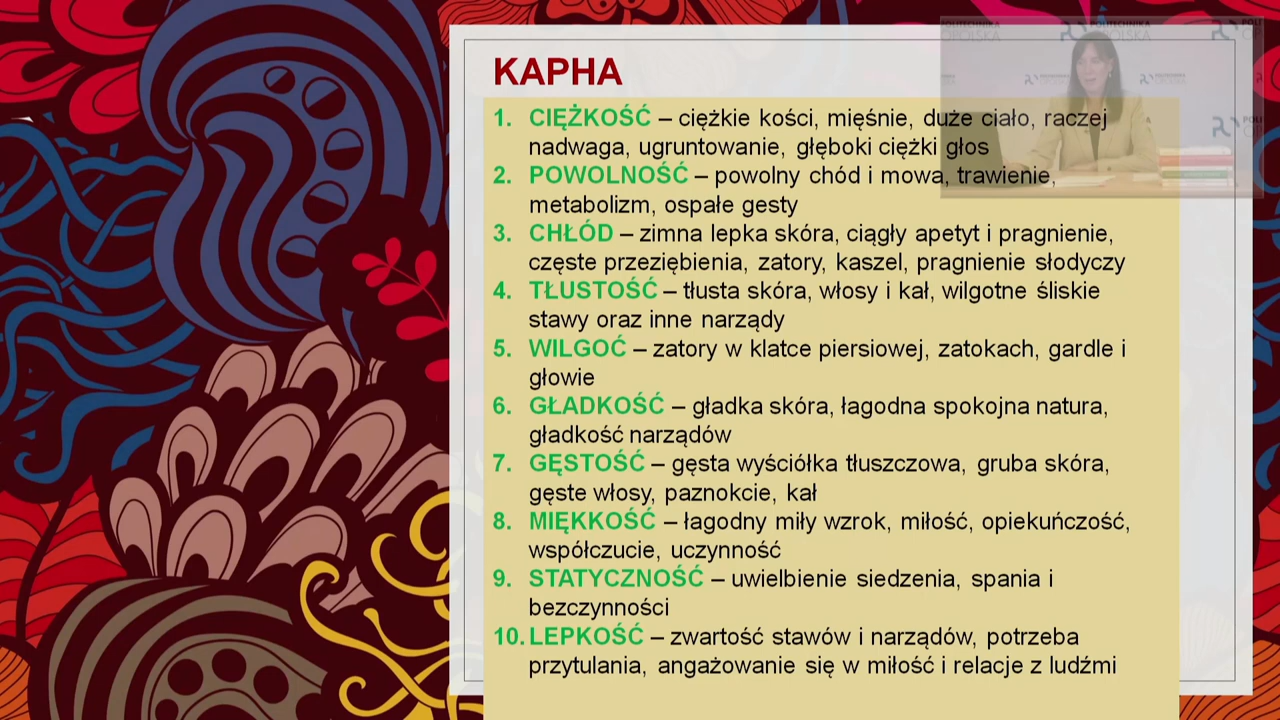 KAPHA
POLITECHNIKA
OPOLSKA
1. CIĘŻKOŚĆ – ciężkie kości, mięśnie, duże ciało, raczej
nadwaga, ugruntowanie, głęboki ciężki głos
2. POWOLNOŚĆ – powolny chód i mowa, trawienie,
metabolizm, ospałe gesty
3. CHŁÓD – zimna lepka skóra, ciągły apetyt i pragnienie,
częste przeziębienia, zatory, kaszel, pragnienie słodyczy
4. TŁUSTOŚĆ – tłusta skóra, włosy i kał, wilgotne śliskie
stawy oraz inne narządy
5. WILGOĆ – zatory w klatce piersiowej, zatokach, gardle i
głowie
6. GŁADKOŚĆ – gładka skóra, łagodna spokojna natura,
gładkość narządów
7. GĘSTOŚĆ – gęsta wyściółka tłuszczowa, gruba skóra,
gęste włosy, paznokcie, kał
8. MIĘKKOŚĆ – łagodny miły wzrok, miłość, opiekuńczość,
współczucie, uczynność
9. STATYCZNOŚĆ – uwielbienie siedzenia, spania i
bezczynności
10. LEPKOŚĆ – zwartość stawów i narządów, potrzeba
przytulania, angażowanie się w miłość i relacje z ludźmi